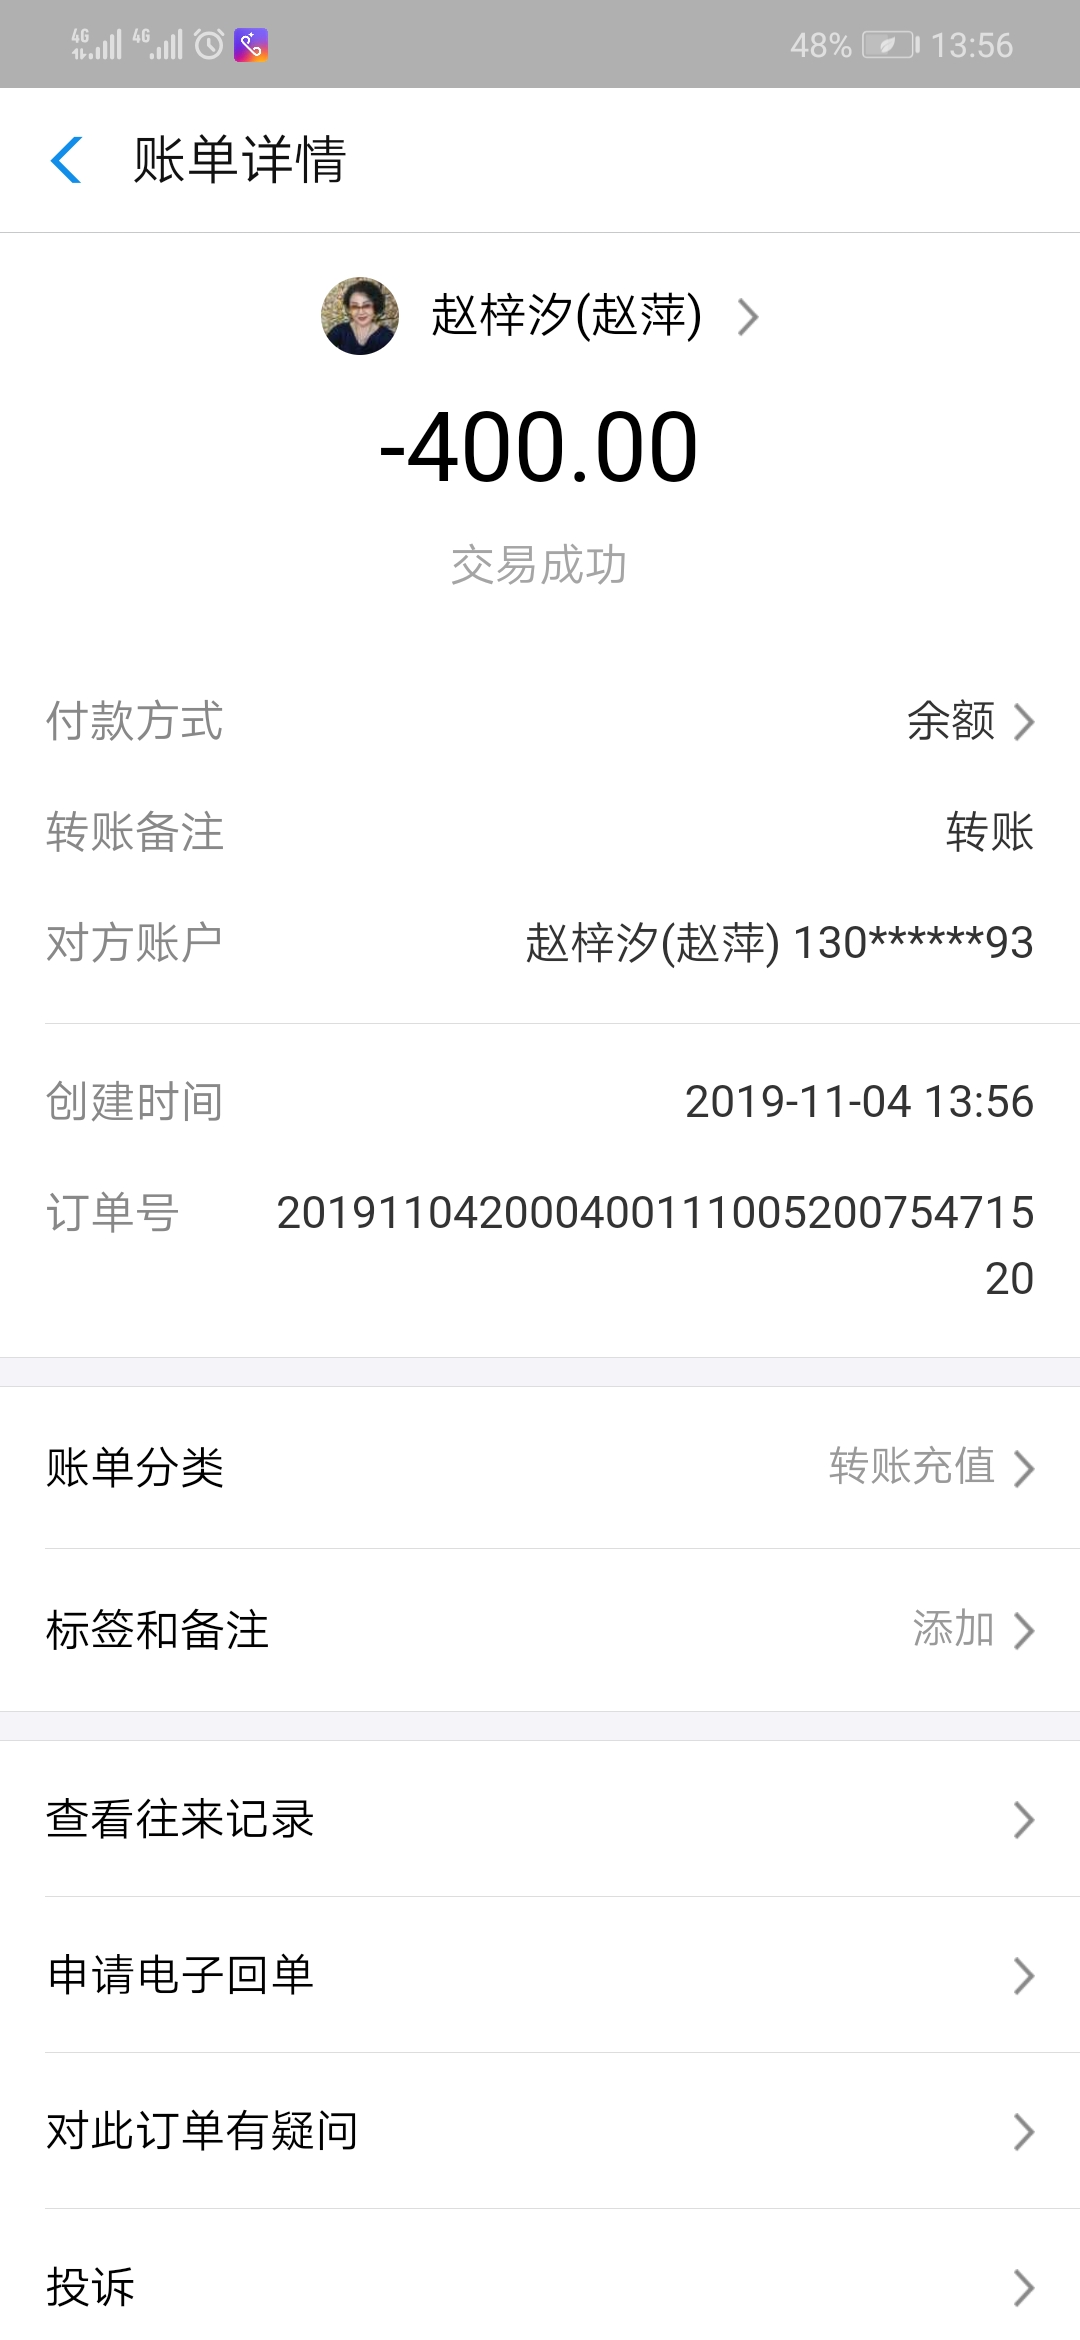 4G 4G 48% 13:56
账单详情
赵梓汐(赵萍)
-400.00
交易成功
付款方式 余额
转账备注 转账
对方账户 赵梓汐(赵萍) 130******93
创建时间 2019-11-04 13:56
订单号 201911042000400111005200754715
20
账单分类 转账充值
标签和备注 添加
查看往来记录
申请电子回单
对此订单有疑问
投诉